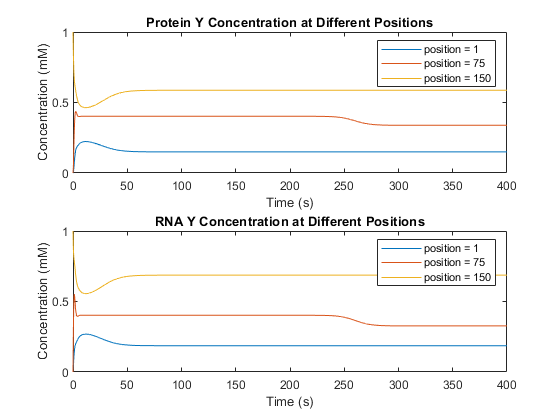 Protein Y Concentration at Different Positions
Concentration (mM)
1
0.5
0
position = 1
position = 75
position = 150
0 50 100 150 200 250 300 350 400
Time (s)
RNA Y Concentration at Different Positions
Concentration (mM)
1
0.5
0
position = 1
position = 75
position = 150
0 50 100 150 200 250 300 350 400
Time (s)